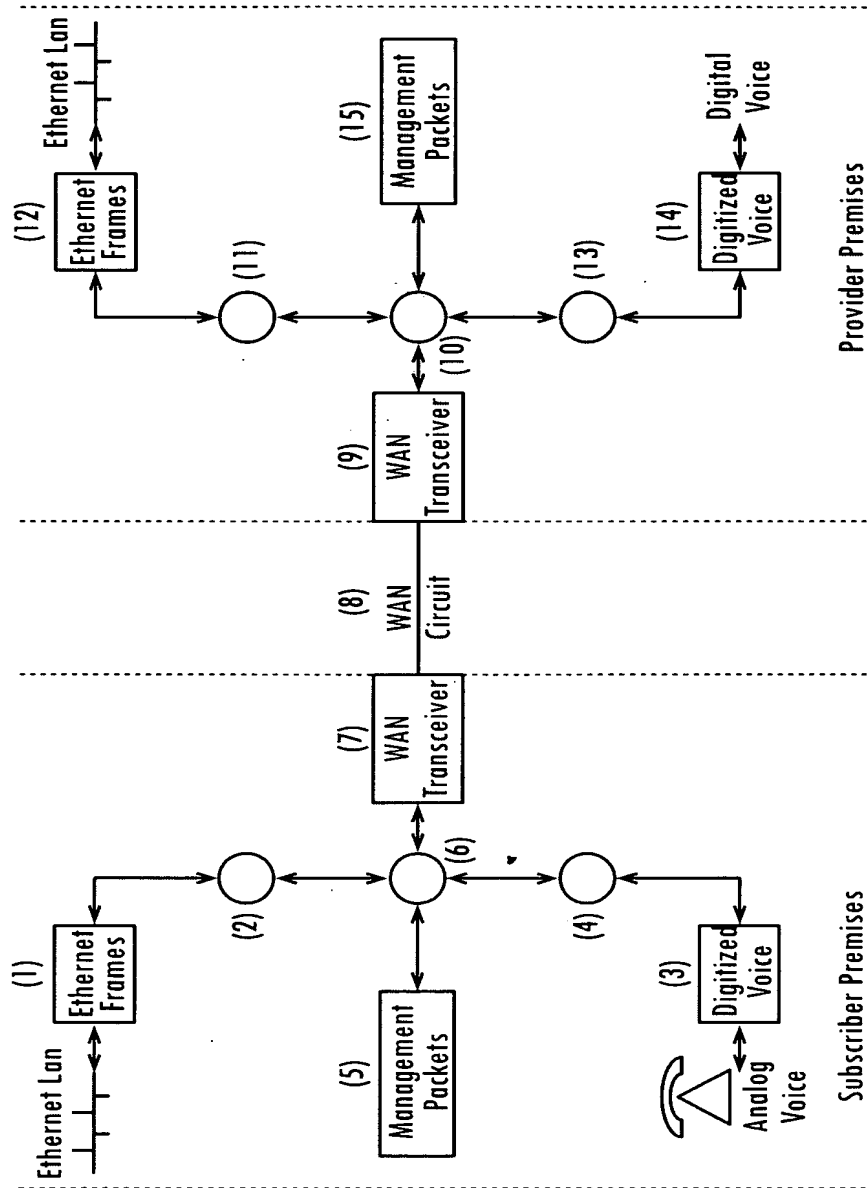 Ethernet Lan
(1)
Ethernet
Frames
(2)
(5)
Management
Packets
(6)
(4)
(3)
Digitized
Voice
Analog
Voice
Subscriber Premises
(7)
WAN
Transceiver
(8)
WAN
Circuit
(9)
WAN
Transceiver
Ethernet Lan
(12)
Ethernet
Frames
(11)
(15)
Management
Packets
(10)
(13)
(14)
Digitized
Voice
Digital
Voice
Provider Premises